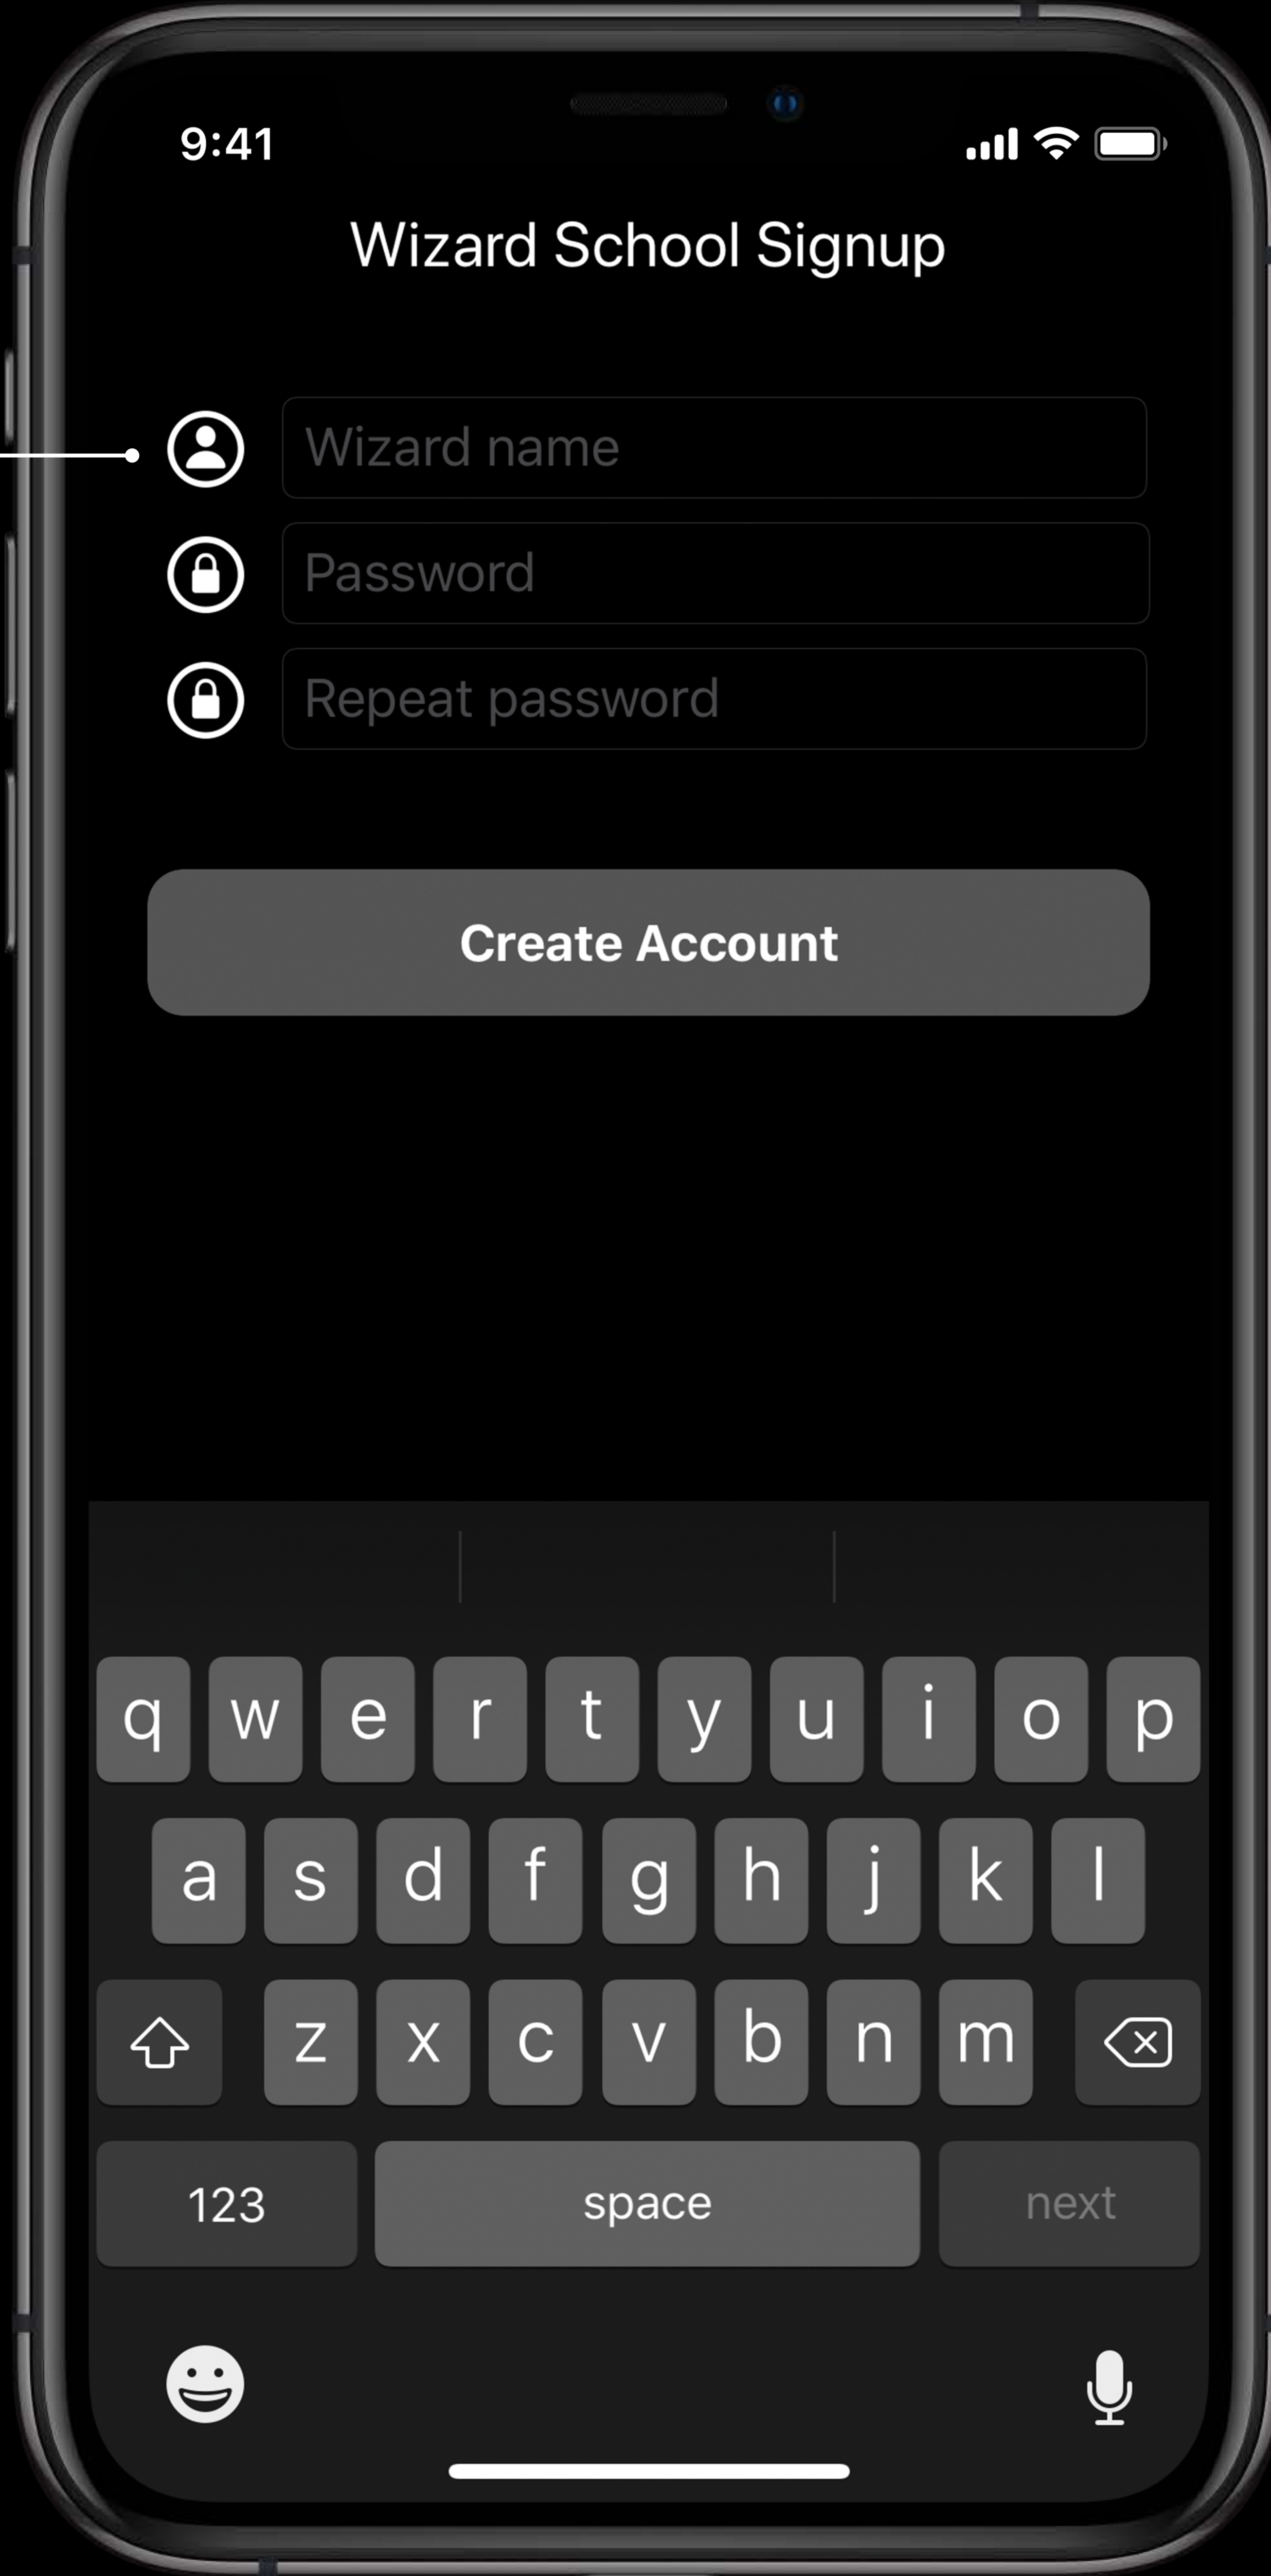 9:41
Wizard School Signup
Wizard name
Password
Repeat password
Create Account
q w e r t y u i o p
a s d f g h j k l
z x c v b n m
123 space next